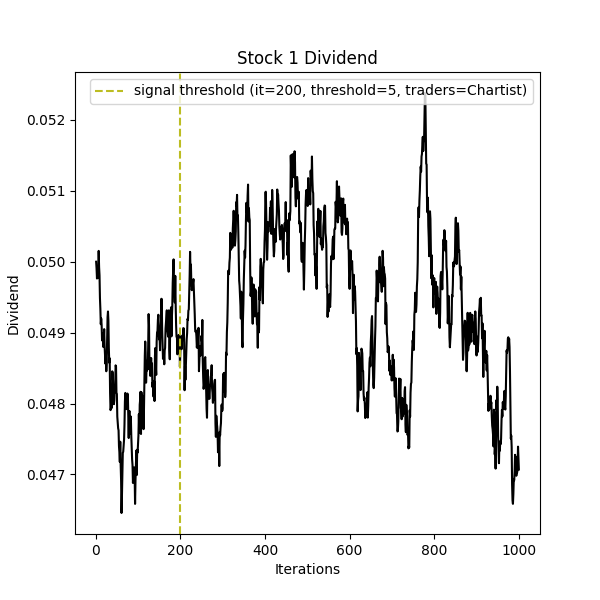 Stock 1 Dividend
signal threshold (it=200, threshold=5, traders=Chartist)
0.052
0.051
0.050
0.049
0.048
0.047
Dividend
0 200 400 600 800 1000
Iterations